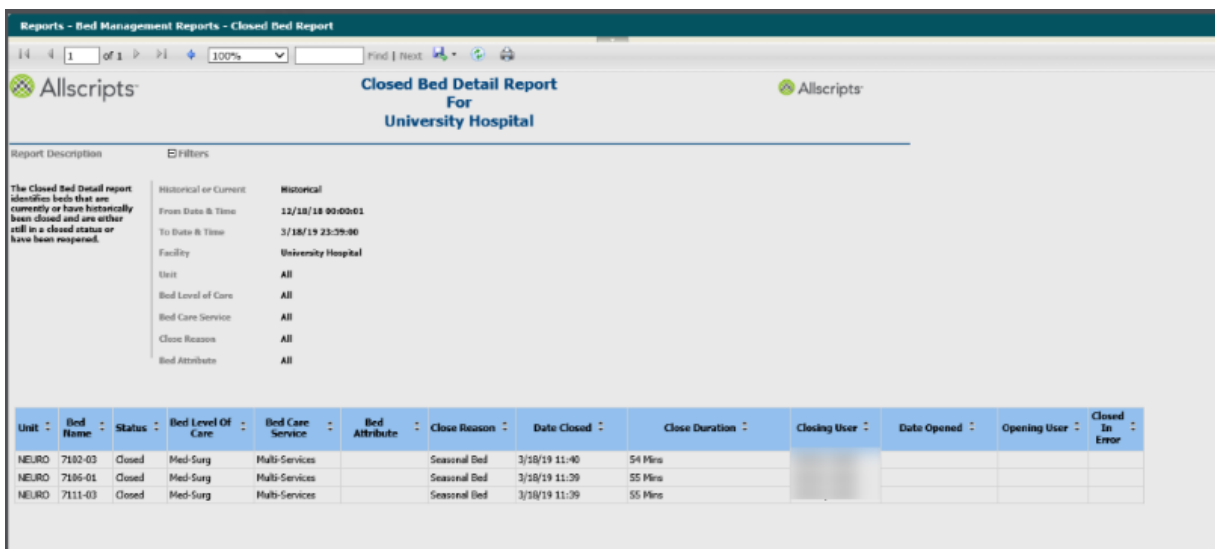 Reports - Bed Management Reports - Closed Bed Report
1 of 1 100% Find | Next
Allscripts
Closed Bed Detail Report
For
University Hospital
Allscripts
Report Description
Filters
The Closed Bed Detail report
identifies beds that are
currently or have historically
been closed and are either
still in a closed status or
have been reopened.
Historical or Current Historical
From Date & Time 12/18/18 00:00:01
To Date & Time 3/18/19 23:59:00
Facility University Hospital
Unit All
Bed Level of Care All
Bed Care Service All
Close Reason All
Bed Attribute All
Unit Bed Name Status Bed Level Of Care Bed Care Service Bed Attribute Close Reason Date Closed Close Duration Closing User Date Opened Opening User Closed In Error
NEURO 7102-03 Closed Med-Surg Multi-Services Seasonal Bed 3/18/19 11:40 54 Mins
NEURO 7106-01 Closed Med-Surg Multi-Services Seasonal Bed 3/18/19 11:39 55 Mins
NEURO 7111-03 Closed Med-Surg Multi-Services Seasonal Bed 3/18/19 11:39 55 Mins